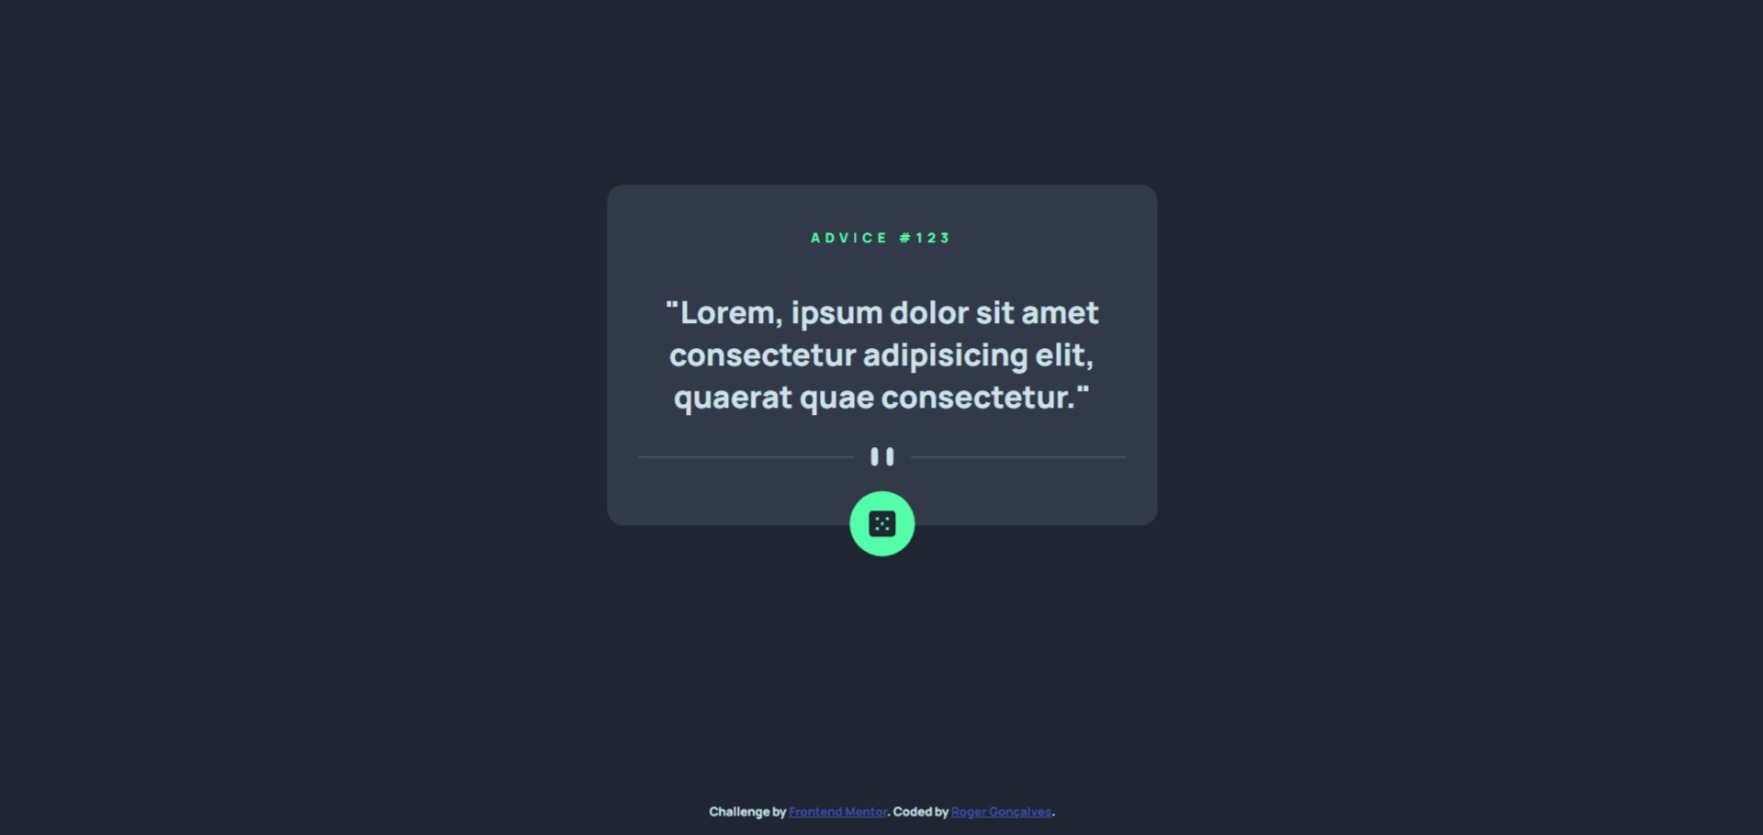 ADVICE #123
"Lorem, ipsum dolor sit amet
consectetur adipisicing elit,
quaerat quae consectetur."
Challenge by Frontend Mentor. Coded by Roger Gonçalves.